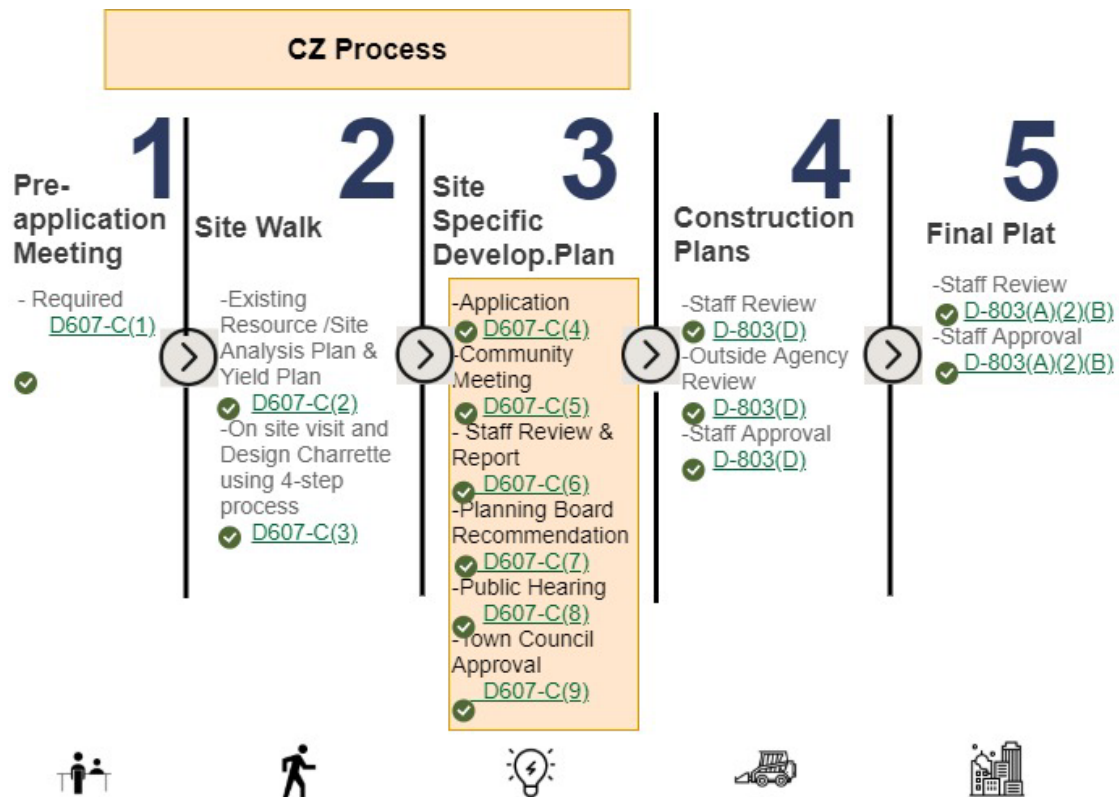 CZ Process
1
Pre-
application
Meeting
- Required
D607-C(1)
2
Site Walk
-Existing
Resource /Site
Analysis Plan &
Yield Plan
D607-C(2)
-On site visit and
Design Charrette
using 4-step
process
D607-C(3)
3
Site
Specific
Develop.Plan
-Application
D607-C(4)
-Community
Meeting
D607-C(5)
- Staff Review &
Report
D607-C(6)
-Planning Board
Recommendation
D607-C(7)
-Public Hearing
D607-C(8)
-Town Council
Approval
D607-C(9)
4
Construction
Plans
-Staff Review
D-803(D)
-Outside Agency
Review
D-803(D)
-Staff Approval
D-803(D)
5
Final Plat
-Staff Review
D-803(A)(2)(B)
-Staff Approval
D-803(A)(2)(B)